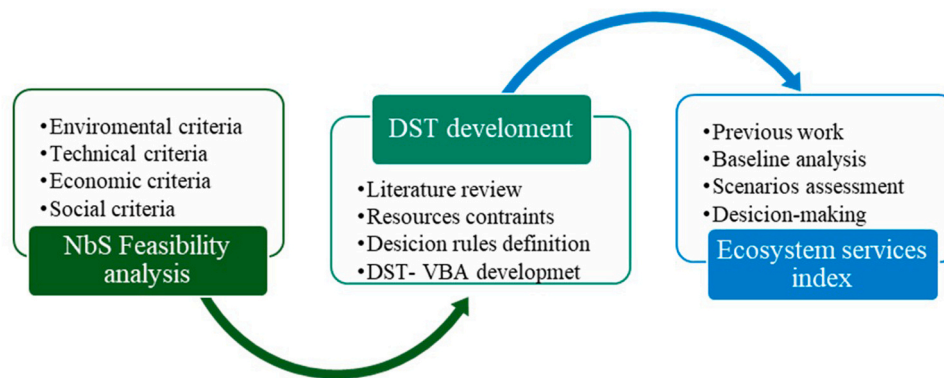 •Enviromental criteria
•Technical criteria
•Economic criteria
•Social criteria
NbS Feasibility
analysis
DST develoment
•Literature review
•Resources contraints
•Desicion rules definition
•DST- VBA developmet
•Previous work
•Baseline analysis
•Scenarios assessment
•Desicion-making
Ecosystem services
index